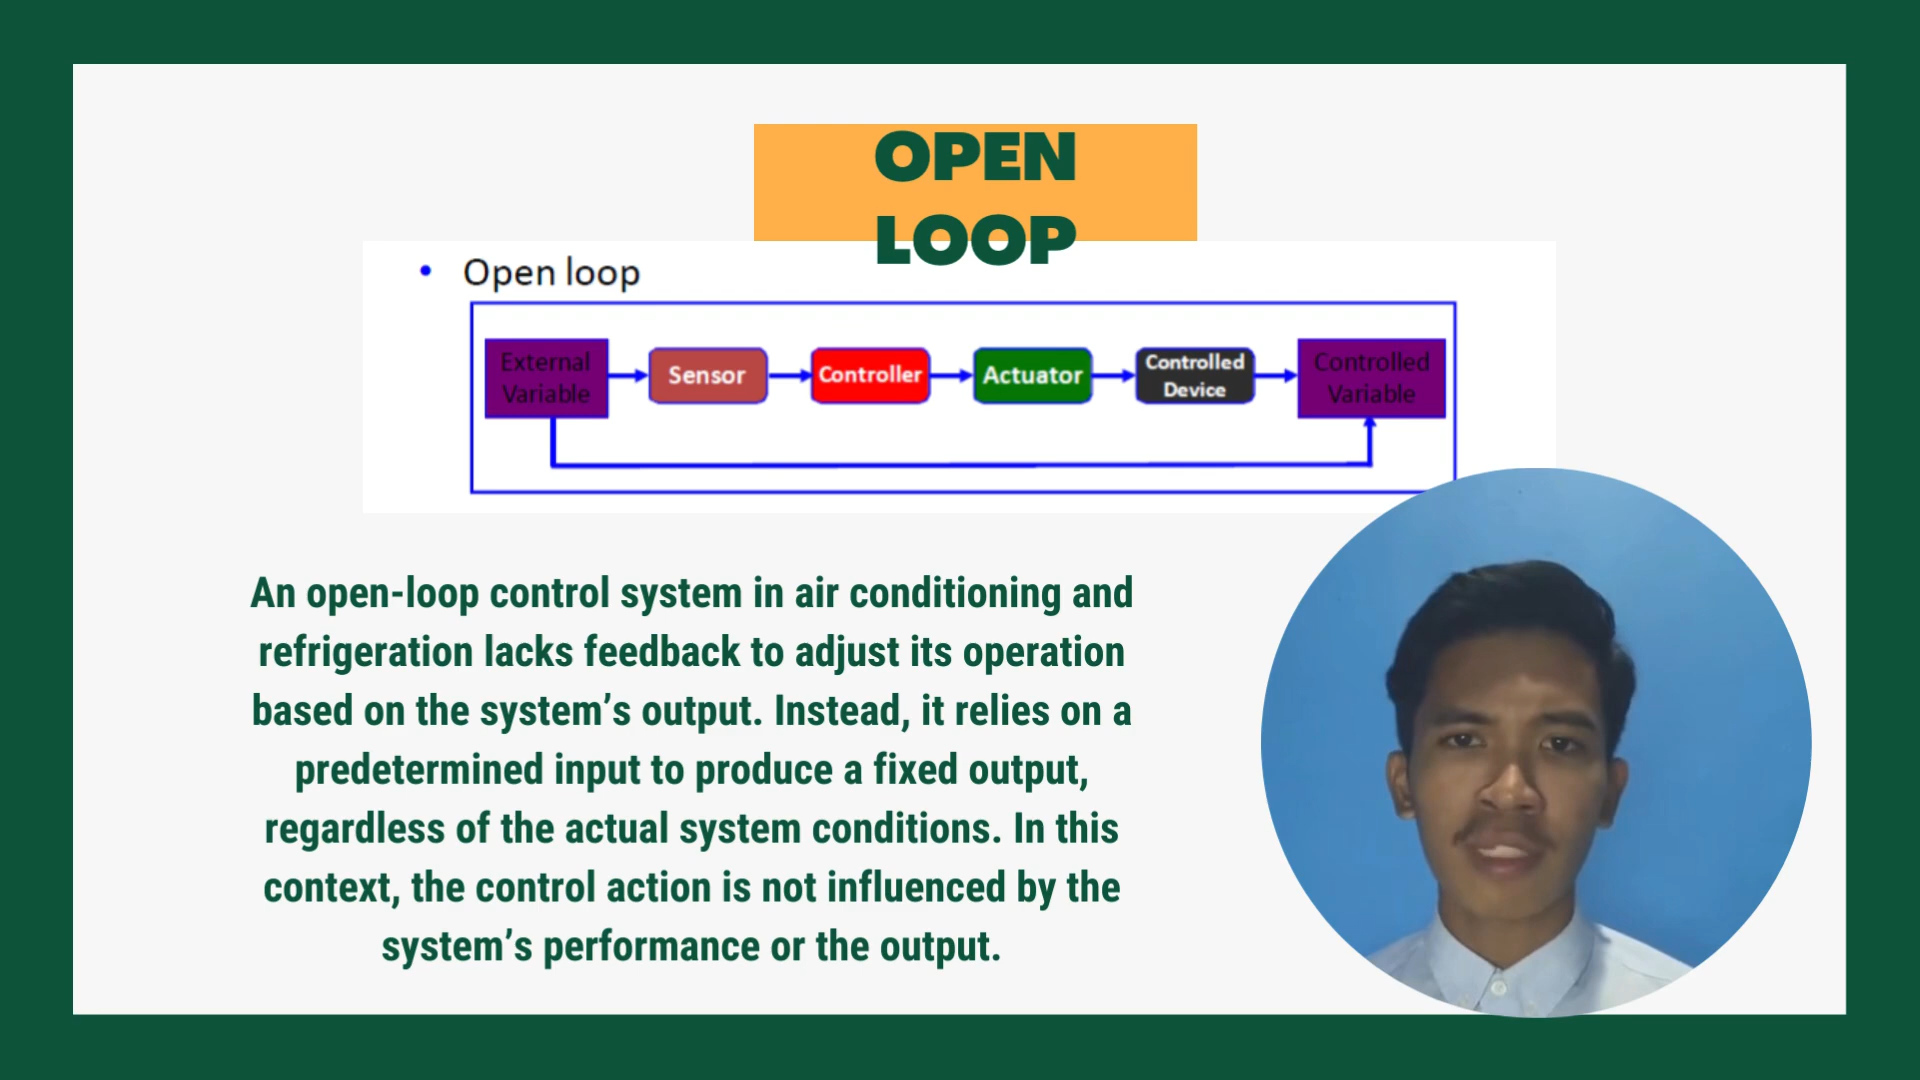 OPEN
LOOP
• Open loop
External
Variable
Sensor
Controller
Actuator
Controlled
Device
Controlled
Variable
An open-loop control system in air conditioning and
refrigeration lacks feedback to adjust its operation
based on the system’s output. Instead, it relies on a
predetermined input to produce a fixed output,
regardless of the actual system conditions. In this
context, the control action is not influenced by the
system’s performance or the output.